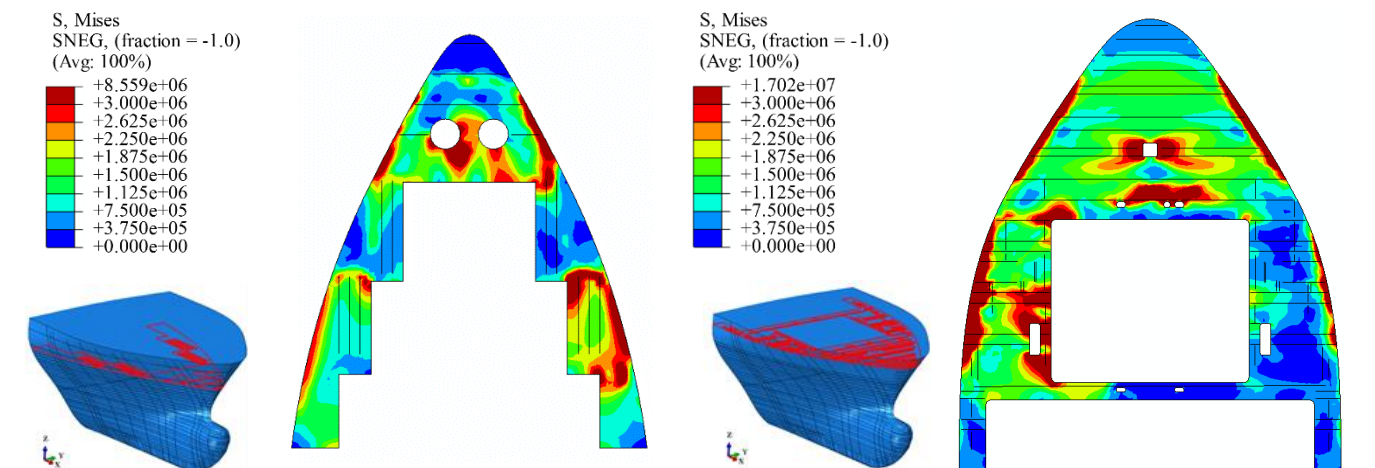 S, Mises
SNEG, (fraction = -1.0)
(Avg: 100%)
+8.559e+06
+3.000e+06
+2.625e+06
+2.250e+06
+1.875e+06
+1.500e+06
+1.125e+06
+7.500e+05
+3.750e+05
+0.000e+00
Z
Y
X
S, Mises
SNEG, (fraction = -1.0)
(Avg: 100%)
+1.702e+07
+3.000e+06
+2.625e+06
+2.250e+06
+1.875e+06
+1.500e+06
+1.125e+06
+7.500e+05
+3.750e+05
+0.000e+00
Z
Y
X